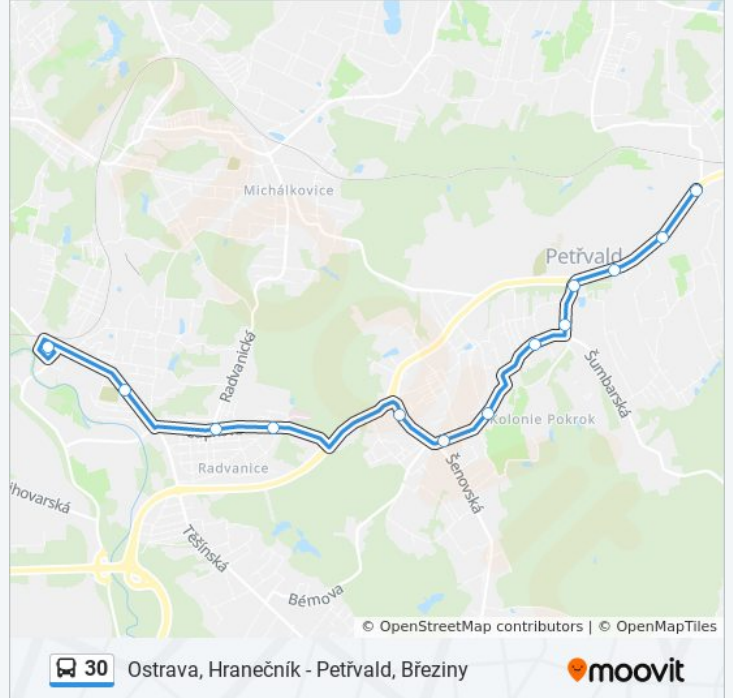 Michálkovice
Petřvald
Radvanická
Šumbarská
Kolonie Pokrok
Radvanice
Šenovská
Těšínská
Bémova
© OpenStreetMap contributors | © OpenMapTiles
30 Ostrava, Hranečník - Petřvald, Březiny
moovit